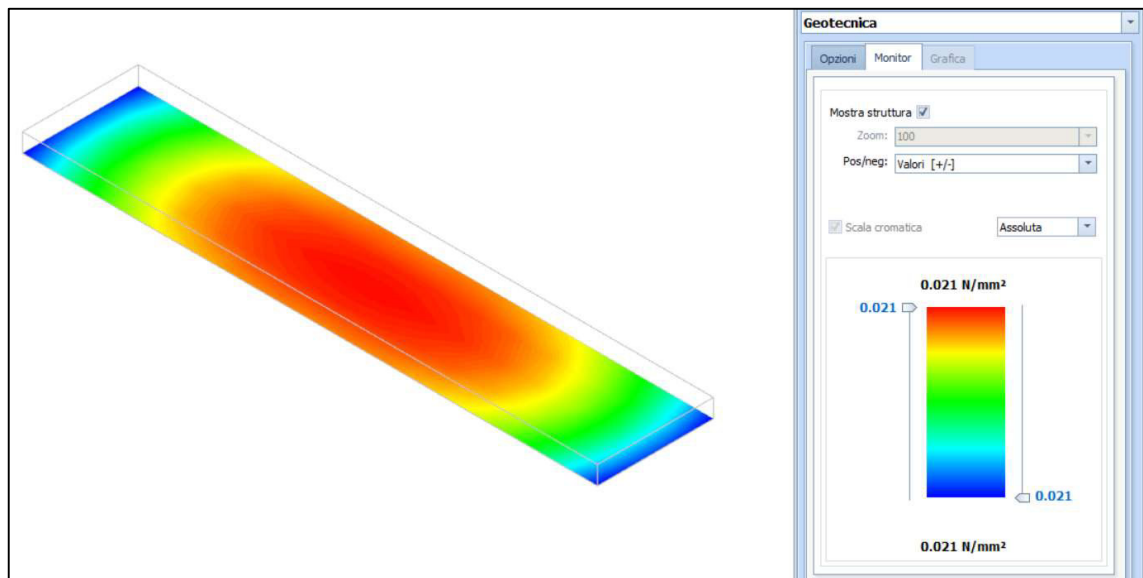 Geotecnica
Opzioni Monitor Grafica
Mostra struttura
Zoom: 100
Pos/neg: Valori [+/-]
Scala cromatica Assoluta
0.021 N/mm²
0.021
0.021
0.021 N/mm²